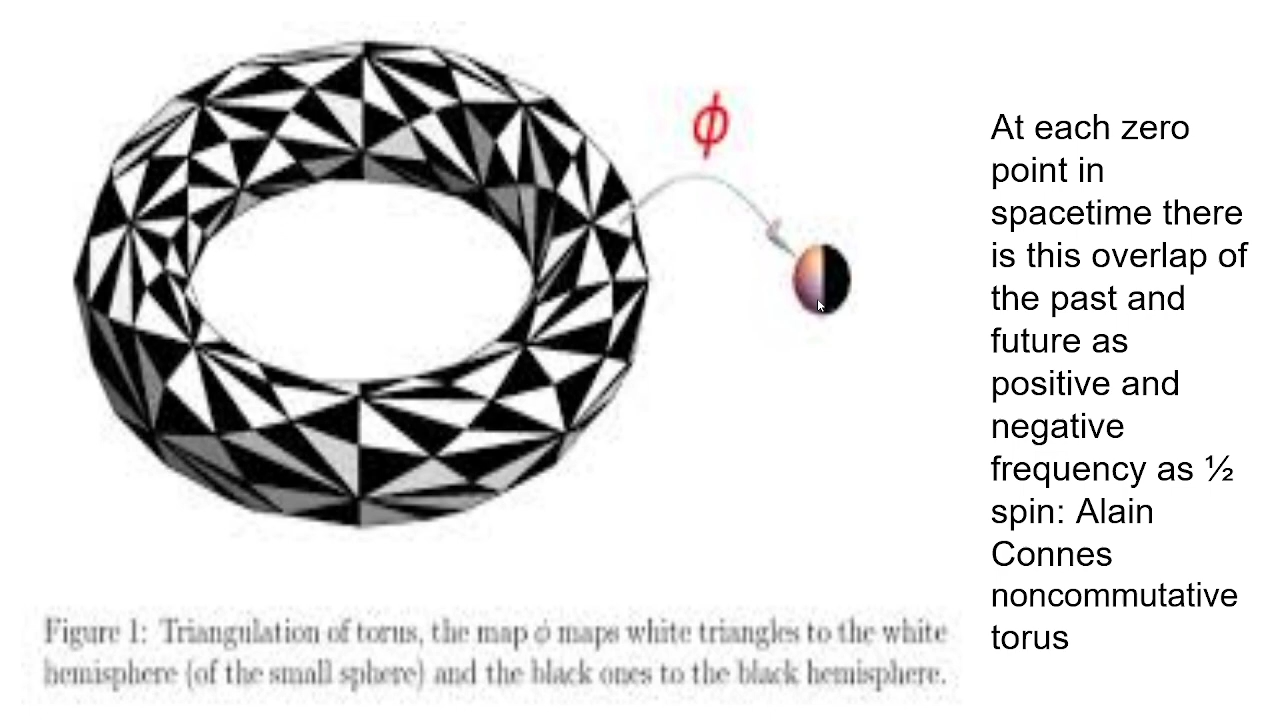 ϕ
At each zero
point in
spacetime there
is this overlap of
the past and
future as
positive and
negative
frequency as ½
spin: Alain
Connes
noncommutative
torus
Figure 1: Triangulation of torus, the map ϕ maps white triangles to the white
hemisphere (of the small sphere) and the black ones to the black hemisphere.